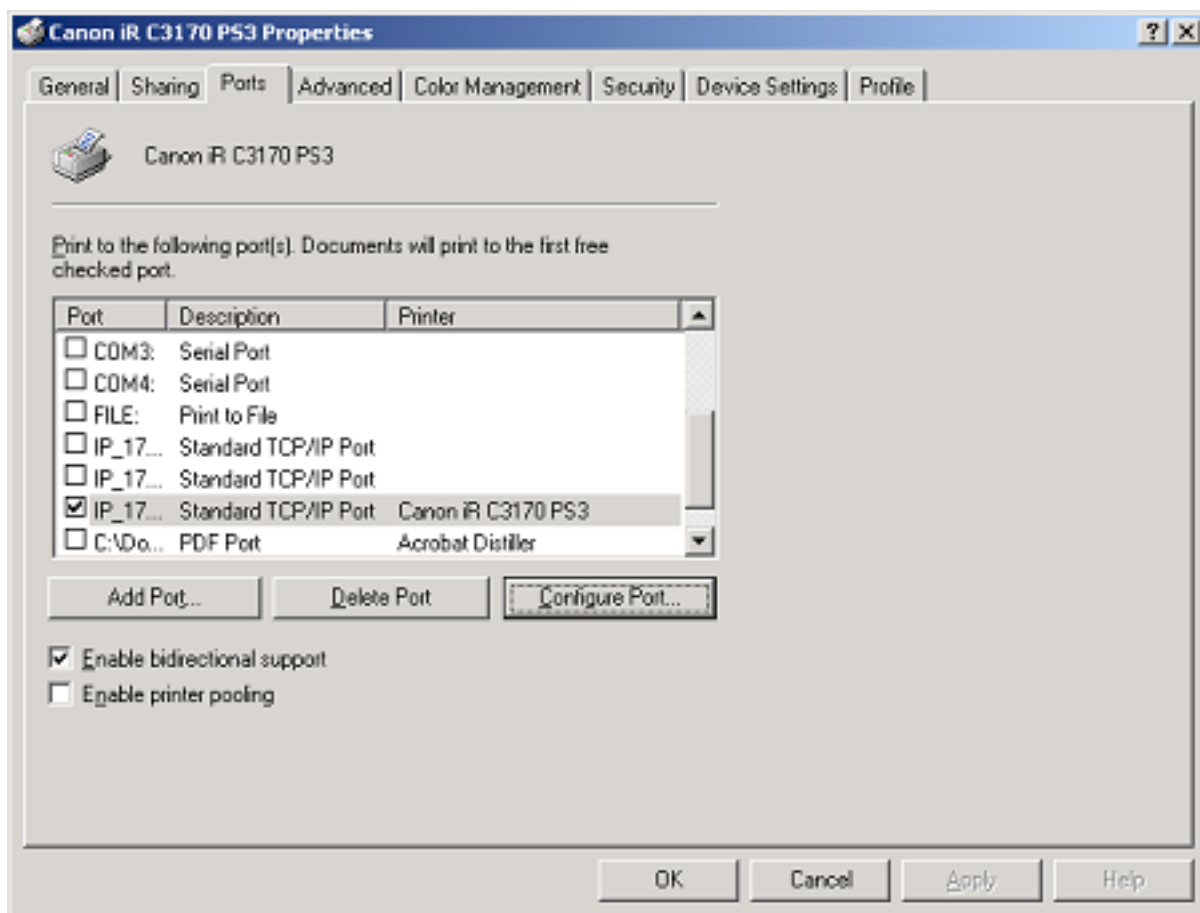 Canon iR C3170 PS3 Properties
General Sharing Ports Advanced Color Management Security Device Settings Profile
Canon iR C3170 PS3
Print to the following port(s). Documents will print to the first free
checked port.
Port Description Printer
COM3: Serial Port
COM4: Serial Port
FILE: Print to File
IP_17... Standard TCP/IP Port
IP_17... Standard TCP/IP Port
IP_17... Standard TCP/IP Port Canon iR C3170 PS3
C:\Do... PDF Port Acrobat Distiller
Add Port... Delete Port Configure Port...
Enable bidirectional support
Enable printer pooling
OK Cancel Apply Help